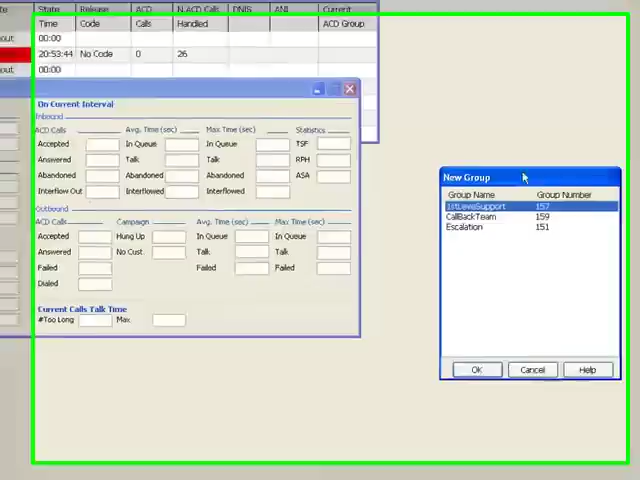 State Release ACD N.ACD Calls DNIS ANI Current
Time Code Calls Handled ACD Group
out 00:00
20:53:44 No Code 0 26
out 00:00
On Current Interval
Inbound
ACD Calls Avg. Time (sec) Max Time (sec) Statistics
Accepted In Queue In Queue TSF
Answered Talk Talk RPH
Abandoned Abandoned Abandoned ASA
Interflow Out Interflowed Interflowed
Outbound
ACD Calls Campaign Avg. Time (sec) Max Time (sec)
Accepted Hung Up In Queue In Queue
Answered No Cust. Talk Talk
Failed Failed Failed
Dialed
Current Calls Talk Time
#Too Long Max.
New Group
Group Name Group Number
1stLevelSupport 157
CallBackTeam 159
Escalation 151
OK Cancel Help